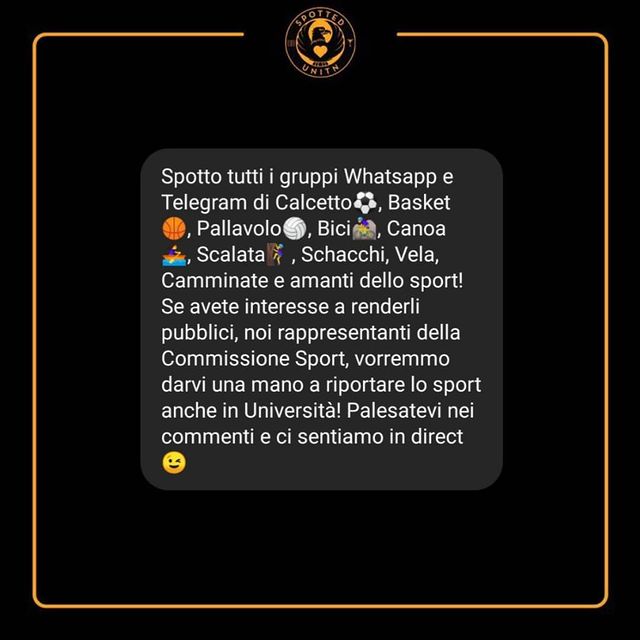 SPOTTED
UNITN
Spotto tutti i gruppi Whatsapp e
Telegram di Calcetto⚽, Basket
🏀, Pallavolo🏐, Bici🚵, Canoa
🚣, Scalata🧗, Schacchi, Vela,
Camminate e amanti dello sport!
Se avete interesse a renderli
pubblici, noi rappresentanti della
Commissione Sport, vorremmo
darvi una mano a riportare lo sport
anche in Università! Palesatevi nei
commenti e ci sentiamo in direct
😉